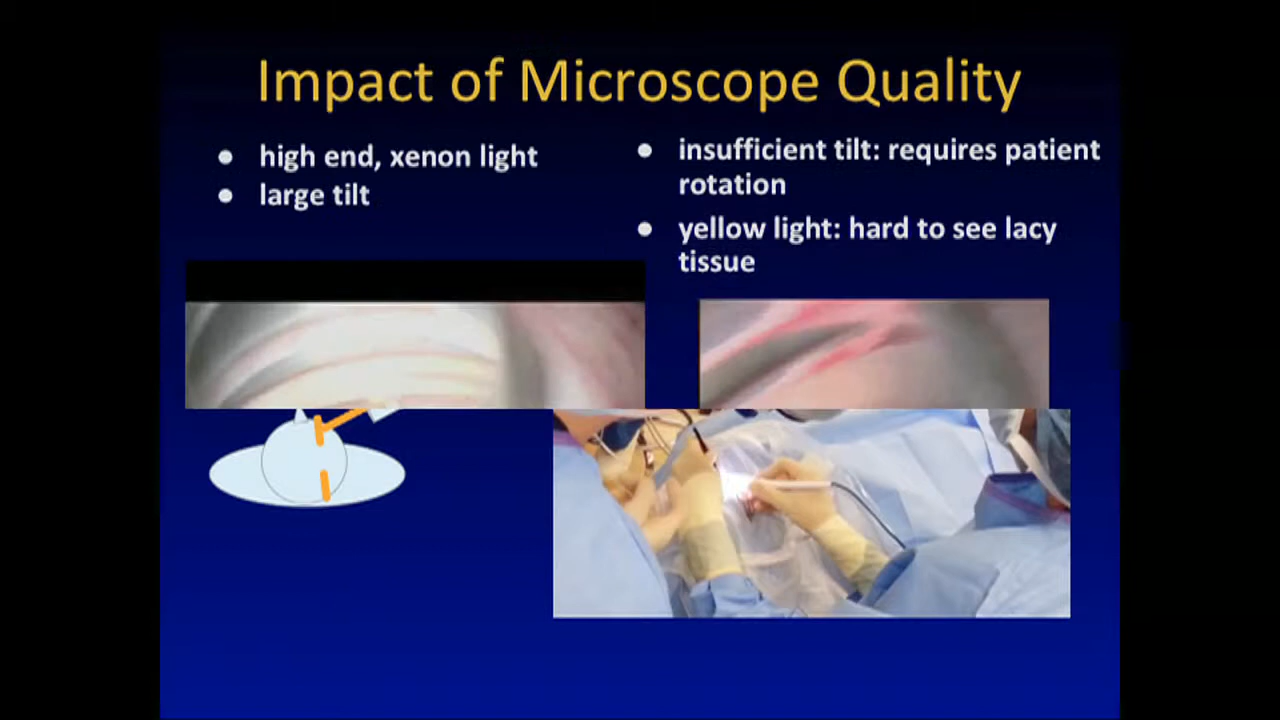 Impact of Microscope Quality
high end, xenon light
large tilt
insufficient tilt: requires patient
rotation
yellow light: hard to see lacy
tissue